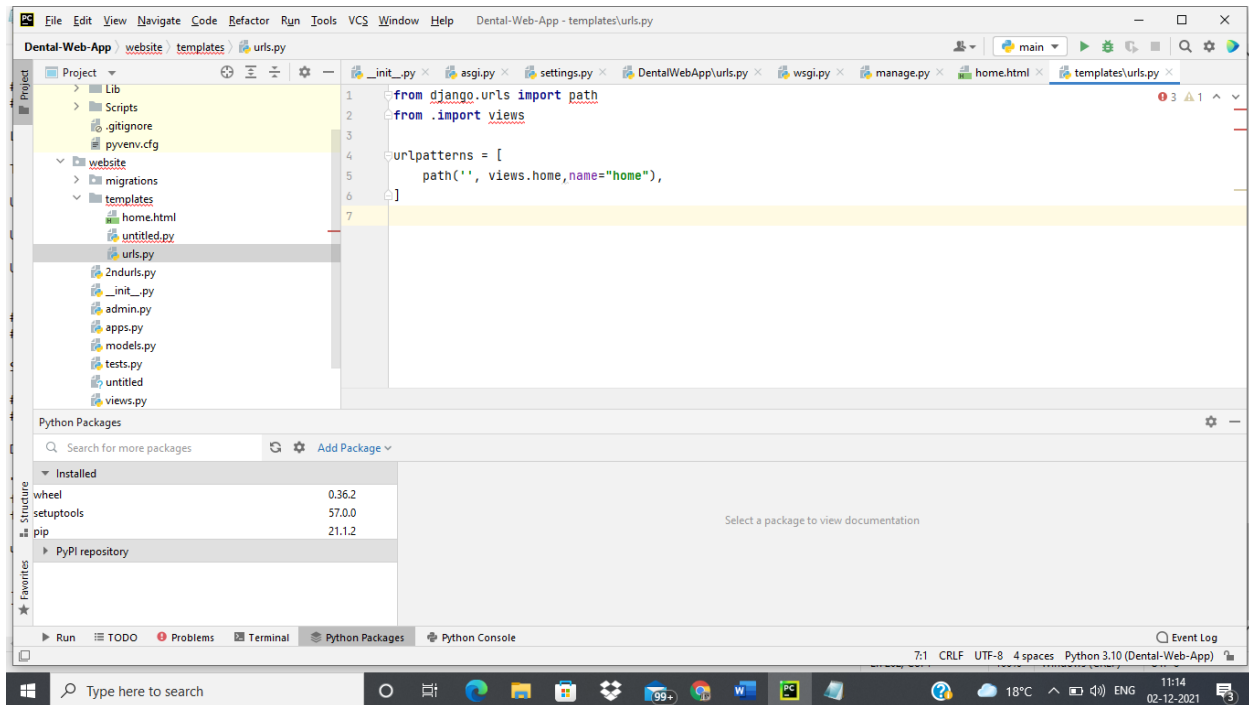 PC File Edit View Navigate Code Refactor Run Tools VCS Window Help Dental-Web-App - templates\urls.py
Dental-Web-App website templates urls.py main
Project
Project __init__.py asgi.py settings.py DentalWebApp\urls.py wsgi.py manage.py home.html templates\urls.py
Lib
Scripts
.gitignore
pyvenv.cfg
website
migrations
templates
home.html
untitled.py
urls.py
2ndurls.py
__init__.py
admin.py
apps.py
models.py
tests.py
untitled
views.py
1 from django.urls import path
2 from .import views
3
4 urlpatterns = [
5 path('', views.home,name="home"),
6 ]
7
3 1
Python Packages
Search for more packages Add Package
Installed
wheel 0.36.2
setuptools 57.0.0
pip 21.1.2
PyPI repository
Select a package to view documentation
Structure
Favorites
Run TODO Problems Terminal Python Packages Python Console Event Log
7:1 CRLF UTF-8 4 spaces Python 3.10 (Dental-Web-App)
Type here to search 99+ W PC 18°C ENG 11:14
02-12-2021 3